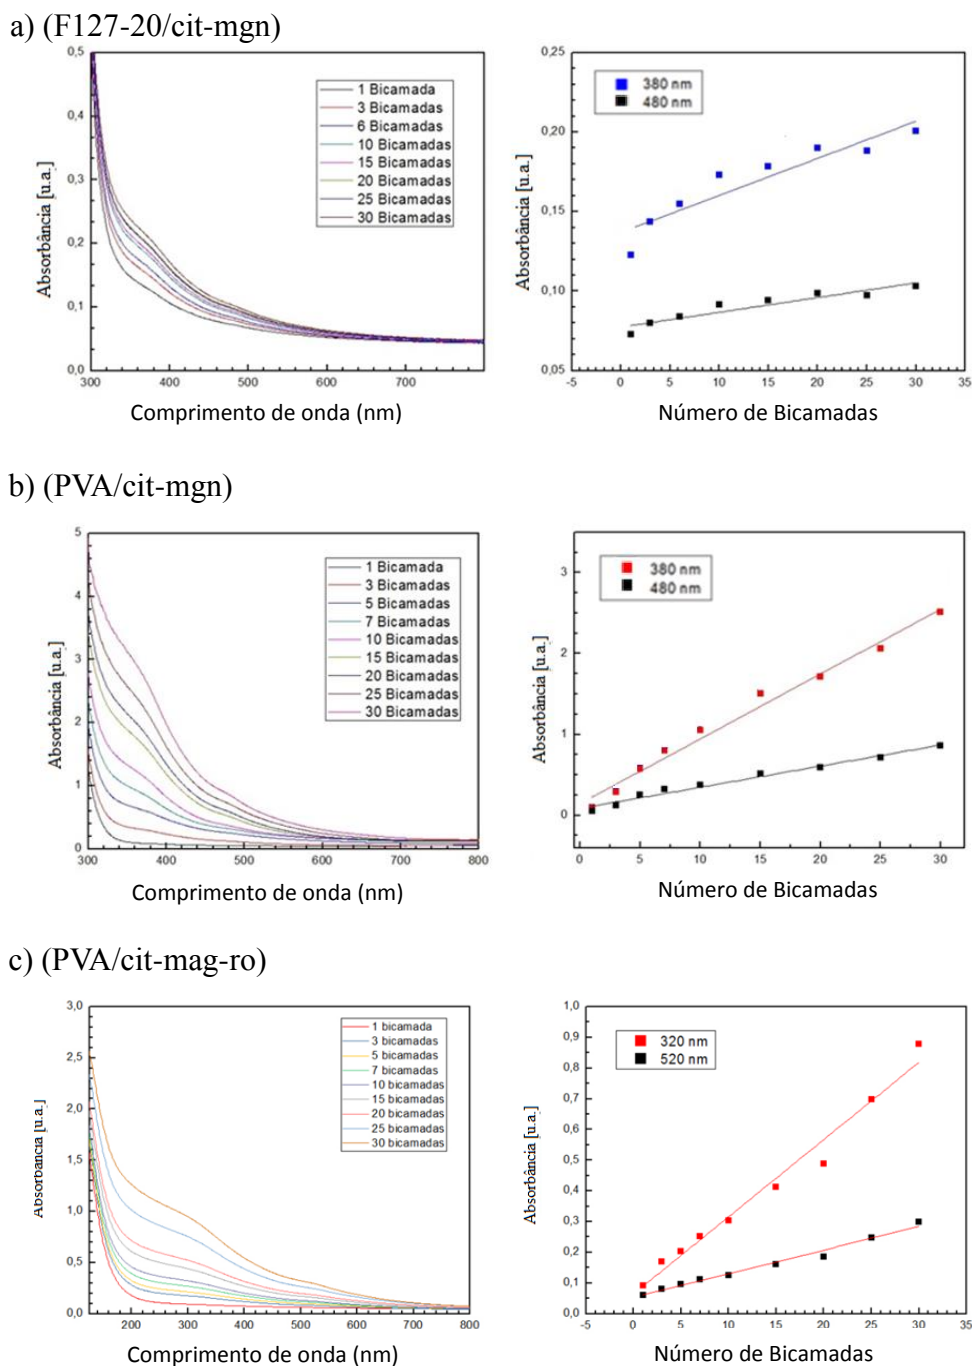 a) (F127-20/cit-mgn)
0,5
0,4
0,3
0,2
0,1
0,0
300
400
500
600
700
Absorbância [u.a.]
Comprimento de onda (nm)
1 Bicamada
3 Bicamadas
6 Bicamadas
10 Bicamadas
15 Bicamadas
20 Bicamadas
25 Bicamadas
30 Bicamadas
0,25
0,20
0,15
0,10
0,05
-5
0
5
10
15
20
25
30
35
Absorbância [u.a.]
Número de Bicamadas
380 nm
480 nm
b) (PVA/cit-mgn)
5
4
3
2
1
0
300
400
500
600
700
800
Absorbância [u.a.]
Comprimento de onda (nm)
1 Bicamada
3 Bicamadas
5 Bicamadas
7 Bicamadas
10 Bicamadas
15 Bicamadas
20 Bicamadas
25 Bicamadas
30 Bicamadas
3
2
1
0
0
5
10
15
20
25
30
Absorbância [u.a.]
Número de Bicamadas
380 nm
480 nm
c) (PVA/cit-mag-ro)
3,0
2,5
2,0
1,5
1,0
0,5
0,0
200
300
400
500
600
700
800
Absorbância [u.a.]
Comprimento de onda (nm)
1 bicamada
3 bicamadas
5 bicamadas
7 bicamadas
10 bicamadas
15 bicamadas
20 bicamadas
25 bicamadas
30 bicamadas
1,0
0,9
0,8
0,7
0,6
0,5
0,4
0,3
0,2
0,1
0,0
-5
0
5
10
15
20
25
30
35
Absorbância [u.a.]
Número de Bicamadas
320 nm
520 nm